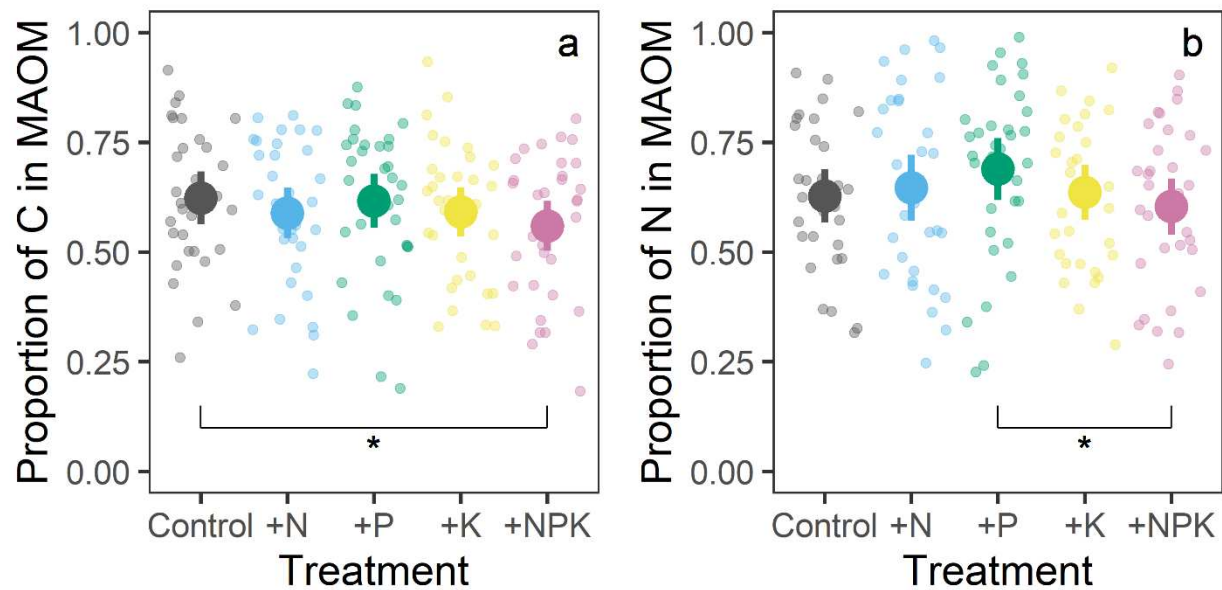 Proportion of C in MAOM
1.00
0.75
0.50
0.25
0.00
a
*
Control +N +P +K +NPK
Treatment
Proportion of N in MAOM
1.00
0.75
0.50
0.25
0.00
b
*
Control +N +P +K +NPK
Treatment